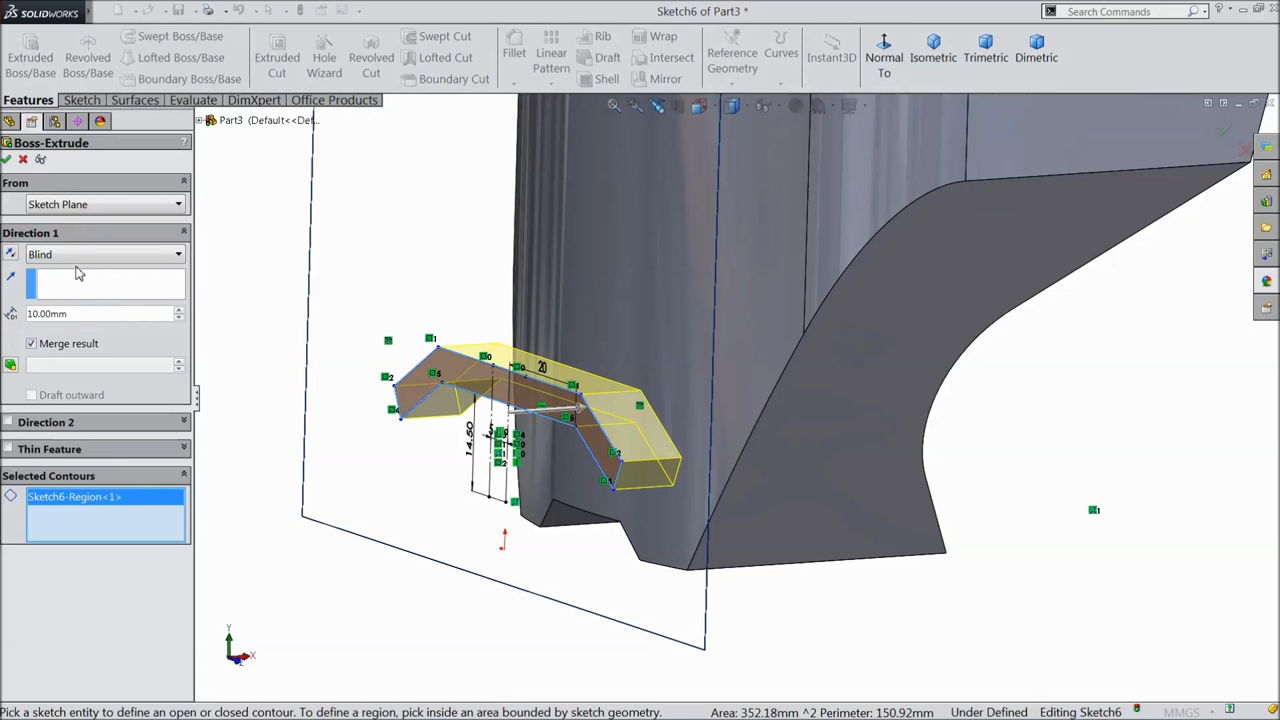 SOLIDWORKS
Sketch6 of Part3 *
Search Commands
Extruded Boss/Base
Revolved Boss/Base
Swept Boss/Base
Lofted Boss/Base
Boundary Boss/Base
Extruded Cut
Hole Wizard
Revolved Cut
Swept Cut
Lofted Cut
Boundary Cut
Fillet
Linear Pattern
Rib
Draft
Shell
Wrap
Intersect
Mirror
Reference Geometry
Curves
Instant3D
Normal To
Isometric
Trimetric
Dimetric
Features
Sketch
Surfaces
Evaluate
DimXpert
Office Products
Part3 (Default<<Def...
Boss-Extrude
?
From
Sketch Plane
Direction 1
Blind
10.00mm
Merge result
Draft outward
Direction 2
Thin Feature
Selected Contours
Sketch6-Region<1>
20
14.50
Y
X
Pick a sketch entity to define an open or closed contour. To define a region, pick inside an area bounded by sketch geometry.
Area: 352.18mm ^2 Perimeter: 150.92mm
Under Defined
Editing Sketch6
MMGS